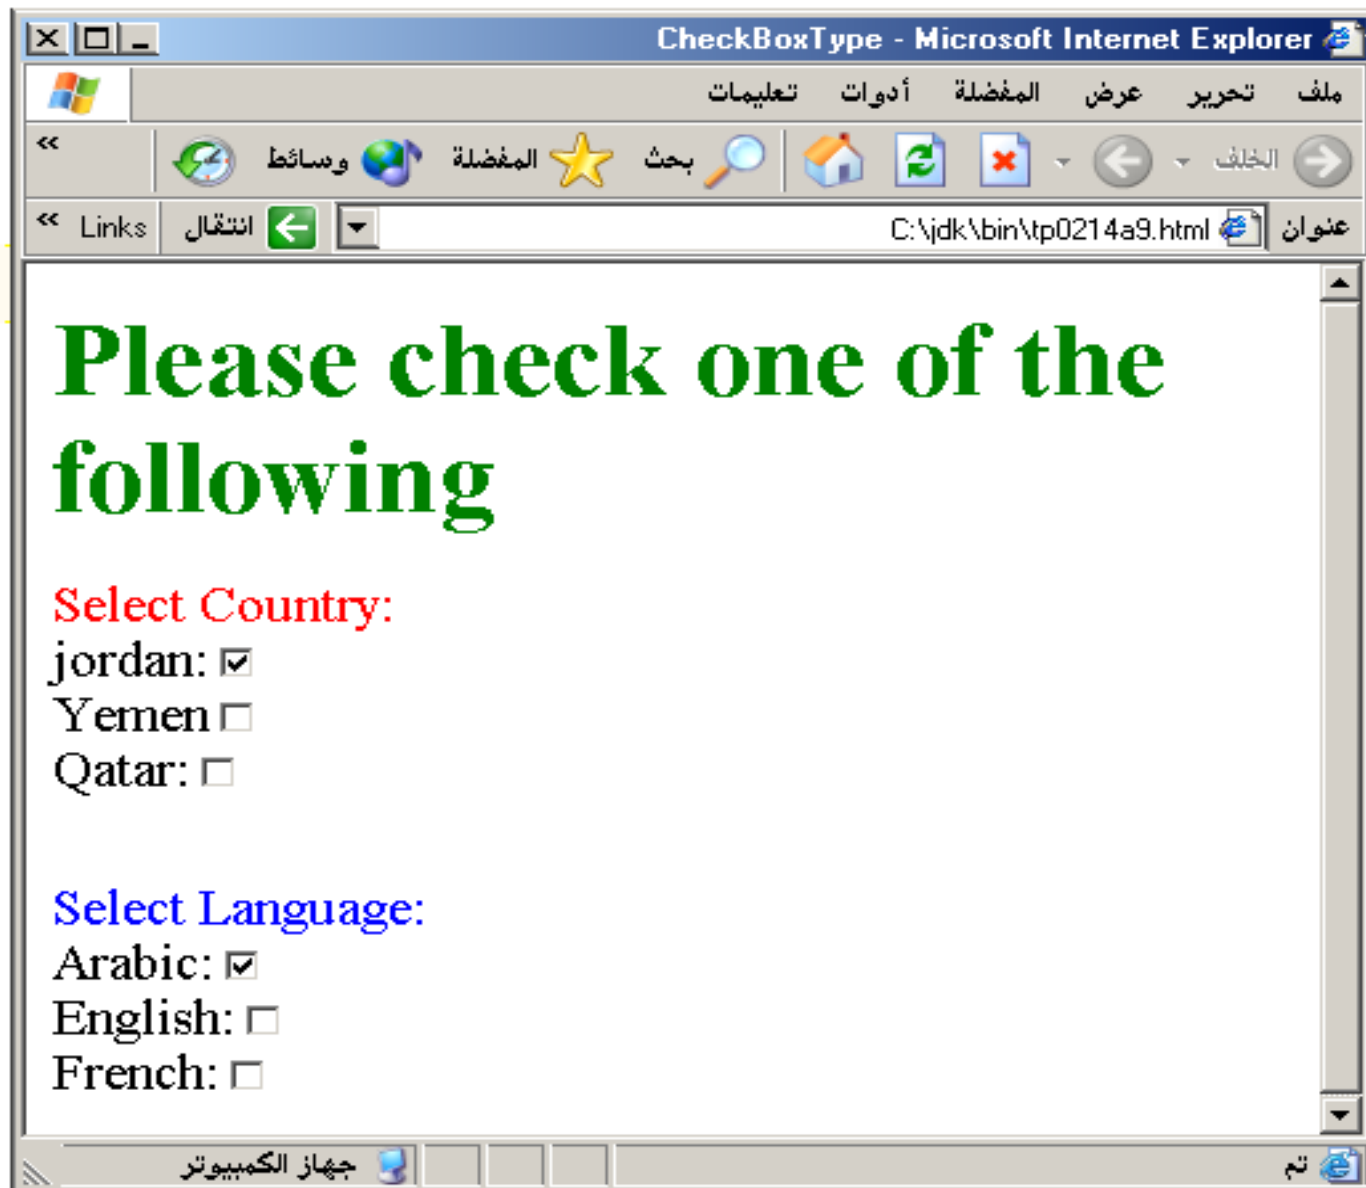 CheckBoxType - Microsoft Internet Explorer
ملف تحرير عرض المفضلة أدوات تعليمات
الخلف بحث المفضلة وسائط »
عنوان C:\jdk\bin\tp0214a9.html انتقال Links »
Please check one of the
following
Select Country:
jordan:
Yemen
Qatar:
Select Language:
Arabic:
English:
French:
تم جهاز الكمبيوتر